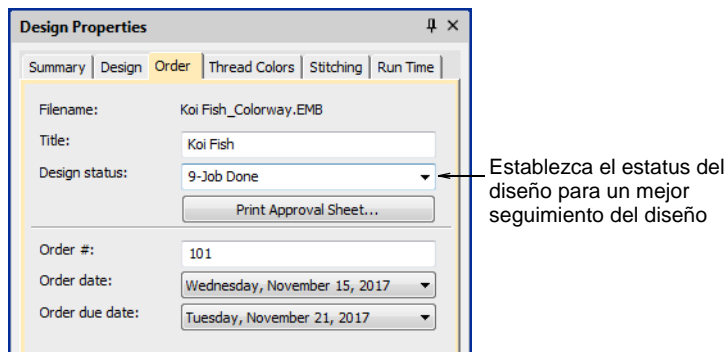 Design Properties
Summary Design Order Thread Colors Stitching Run Time
Filename: Koi Fish_Colorway.EMB
Title: Koi Fish
Design status: 9-Job Done
Print Approval Sheet...
Order #: 101
Order date: Wednesday, November 15, 2017
Order due date: Tuesday, November 21, 2017
Establezca el estatus del
diseño para un mejor
seguimiento del diseño